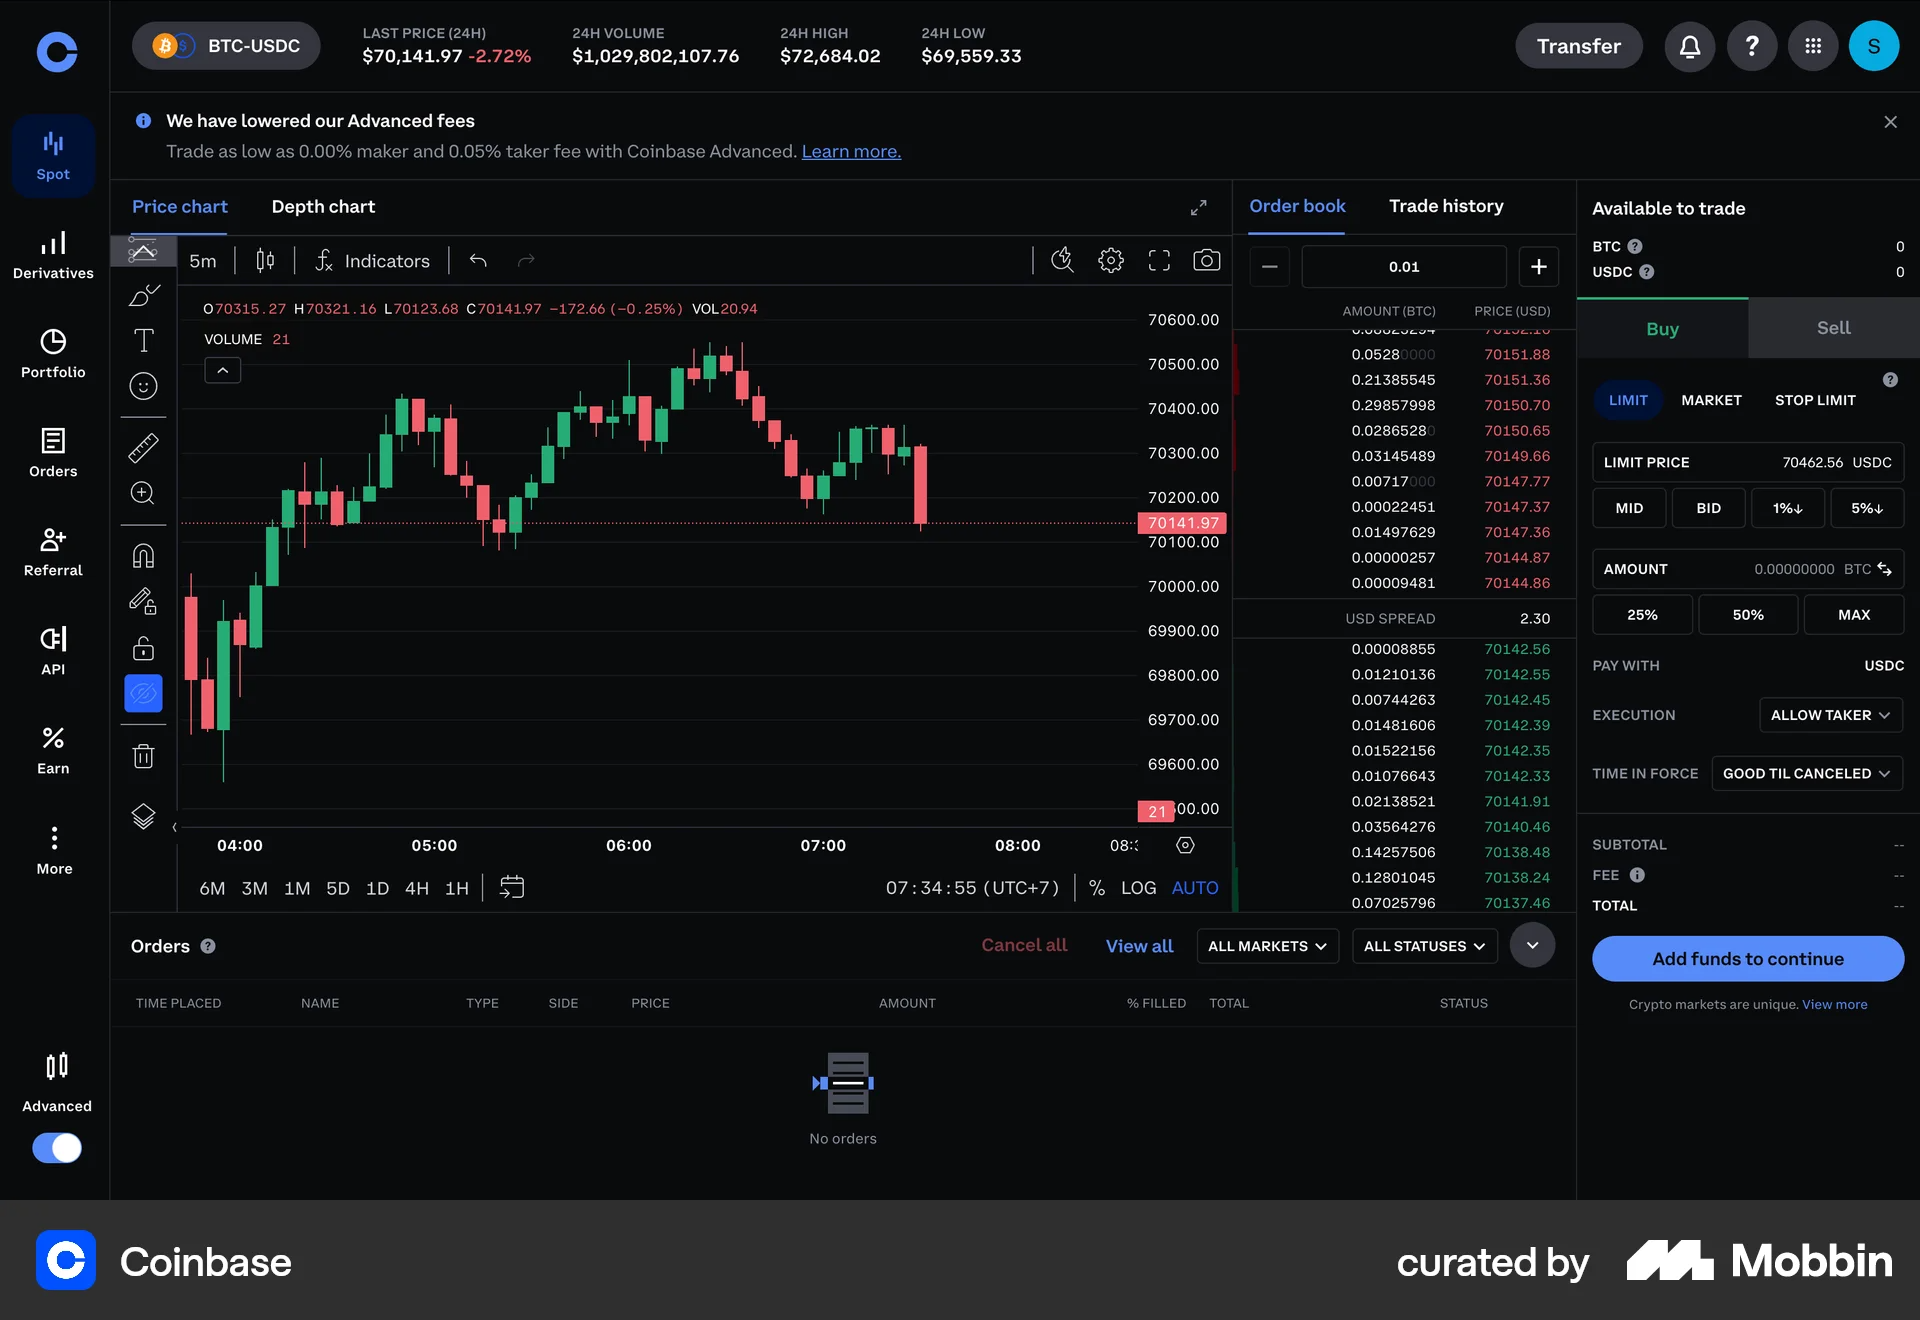 BTC-USDC
LAST PRICE (24H)
$70,141.97 -2.72%
24H VOLUME
$1,029,802,107.76
24H HIGH
$72,684.02
24H LOW
$69,559.33
Transfer
S
We have lowered our Advanced fees
Trade as low as 0.00% maker and 0.05% taker fee with Coinbase Advanced. Learn more.
Spot
Derivatives
Portfolio
Orders
Referral
API
Earn
More
Advanced
Price chart
Depth chart
5m
Indicators
O70315.27 H70321.16 L70123.68 C70141.97 −172.66 (−0.25%) VOL20.94
VOLUME 21
70600.00
70500.00
70400.00
70300.00
70200.00
70141.97
70100.00
70000.00
69900.00
69800.00
69700.00
69600.00
21
04:00 05:00 06:00 07:00 08:00
6M 3M 1M 5D 1D 4H 1H
07:34:55 (UTC+7) % LOG AUTO
Order book
Trade history
0.01
AMOUNT (BTC) PRICE (USD)
0.05280000 70151.88
0.21385545 70151.36
0.29857998 70150.70
0.02865280 70150.65
0.03145489 70149.66
0.00717000 70147.77
0.00022451 70147.37
0.01497629 70147.36
0.00000257 70144.87
0.00009481 70144.86
USD SPREAD 2.30
0.00008855 70142.56
0.01210136 70142.55
0.00744263 70142.45
0.01481606 70142.39
0.01522156 70142.35
0.01076643 70142.33
0.02138521 70141.91
0.03564276 70140.46
0.14257506 70138.48
0.12801045 70138.24
0.07025796 70137.46
Available to trade
BTC 0
USDC 0
Buy
Sell
LIMIT MARKET STOP LIMIT
LIMIT PRICE 70462.56 USDC
MID BID 1%↓ 5%↓
AMOUNT 0.00000000 BTC
25% 50% MAX
PAY WITH USDC
EXECUTION ALLOW TAKER
TIME IN FORCE GOOD TIL CANCELED
SUBTOTAL --
FEE --
TOTAL --
Add funds to continue
Crypto markets are unique. View more
Orders
Cancel all
View all
ALL MARKETS
ALL STATUSES
TIME PLACED NAME TYPE SIDE PRICE AMOUNT % FILLED TOTAL STATUS
No orders
Coinbase
curated by Mobbin